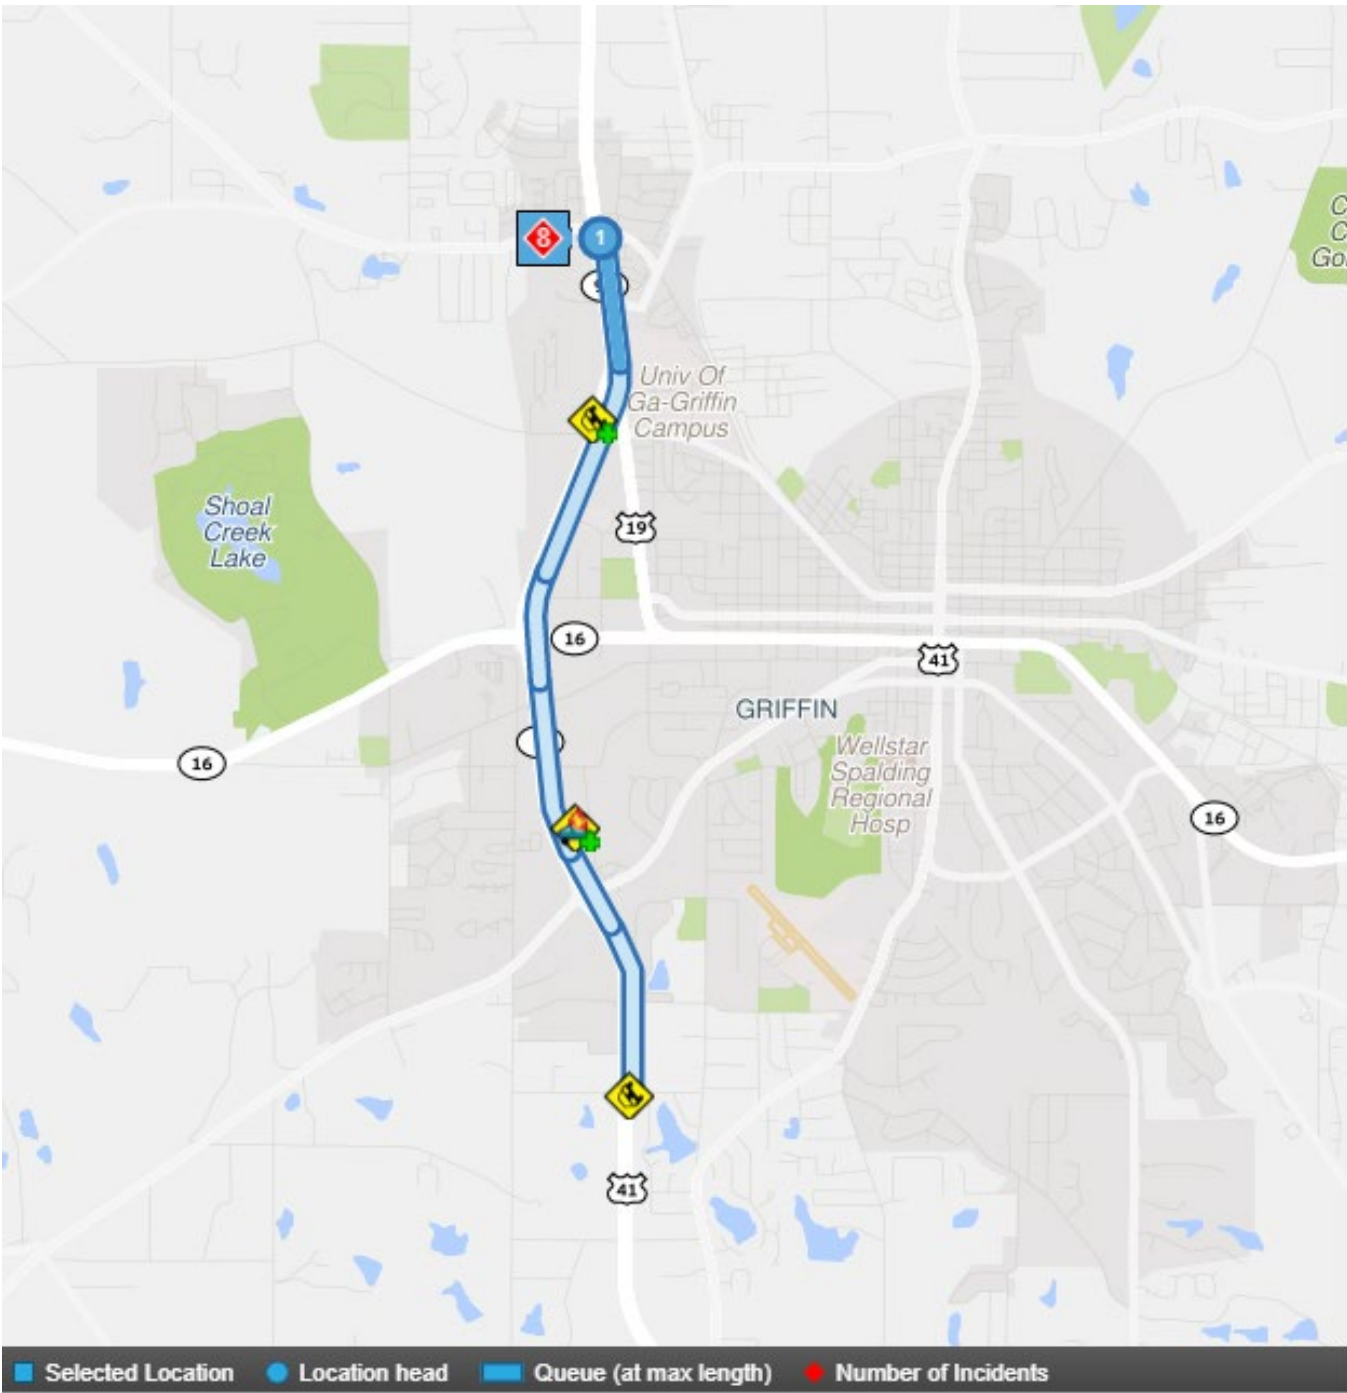 C
C
Gol
8
1
Univ Of
Ga-Griffin
Campus
Shoal
Creek
Lake
19
16
41
GRIFFIN
Wellstar
Spalding
Regional
Hosp
16
16
41
Selected Location
Location head
Queue (at max length)
Number of Incidents